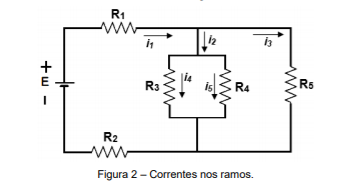 R1
i1
i2
i3
+
E
R3
i4
i5
R4
R5
R2
Figura 2 – Correntes nos ramos.